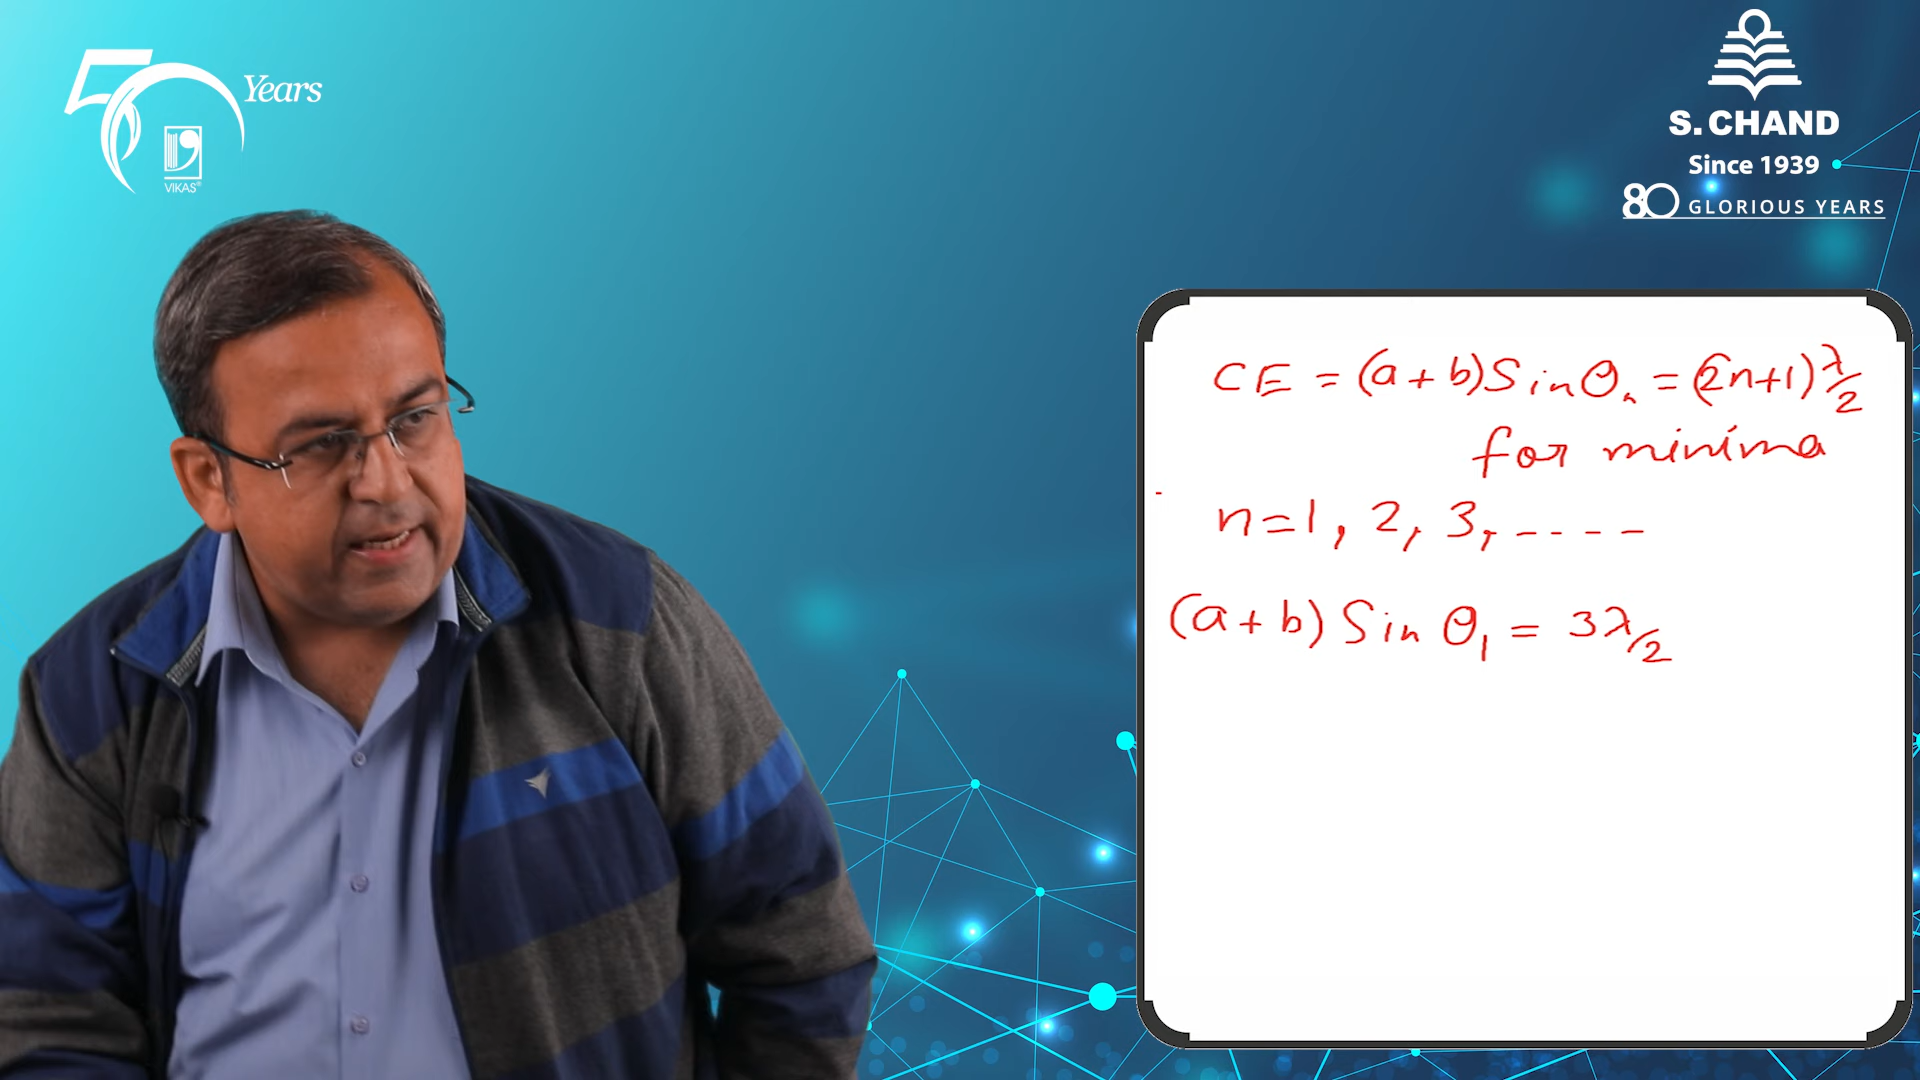 50 Years
VIKAS®
S. CHAND
Since 1939
80 GLORIOUS YEARS
CE = (a+b) Sin θₙ = (2n+1) λ/2
for minima
n = 1, 2, 3, - - - -
(a+b) Sin θ₁ = 3λ/2